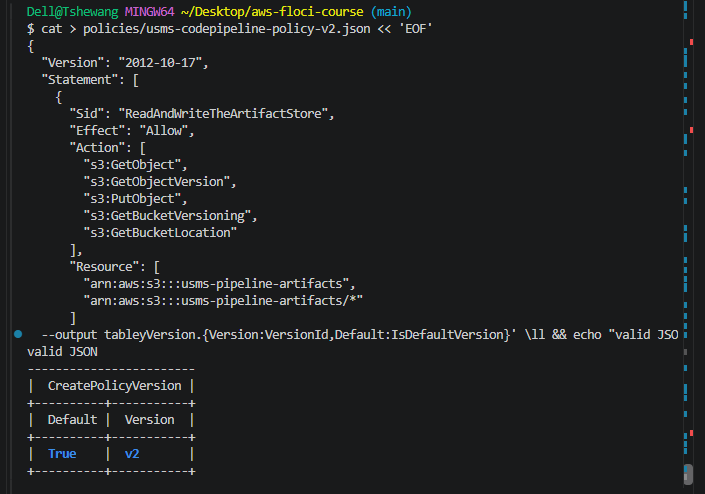 Dell@Tshewang MINGW64 ~/Desktop/aws-floci-course (main)
$ cat > policies/usms-codepipeline-policy-v2.json << 'EOF'
{
  "Version": "2012-10-17",
  "Statement": [
    {
      "Sid": "ReadAndWriteTheArtifactStore",
      "Effect": "Allow",
      "Action": [
        "s3:GetObject",
        "s3:GetObjectVersion",
        "s3:PutObject",
        "s3:GetBucketVersioning",
        "s3:GetBucketLocation"
      ],
      "Resource": [
        "arn:aws:s3:::usms-pipeline-artifacts",
        "arn:aws:s3:::usms-pipeline-artifacts/*"
      ]
  --output tableyVersion.{Version:VersionId,Default:IsDefaultVersion}' \ll && echo "valid JSO
valid JSON
------------------------
|  CreatePolicyVersion |
+----------+-----------+
|  Default |  Version  |
+----------+-----------+
|  True    |  v2       |
+----------+-----------+